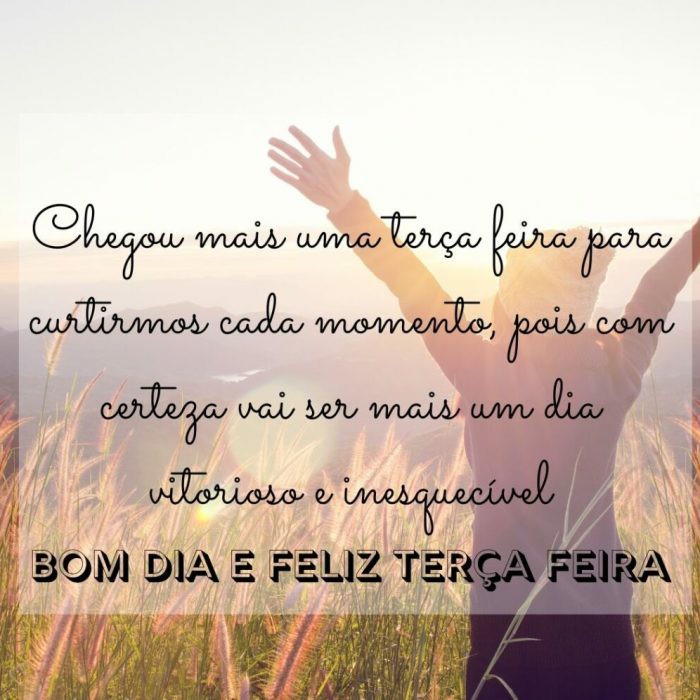 Chegou mais uma terça feira para
curtirmos cada momento, pois com
certeza vai ser mais um dia
vitorioso e inesquecível
BOM DIA E FELIZ TERÇA FEIRA